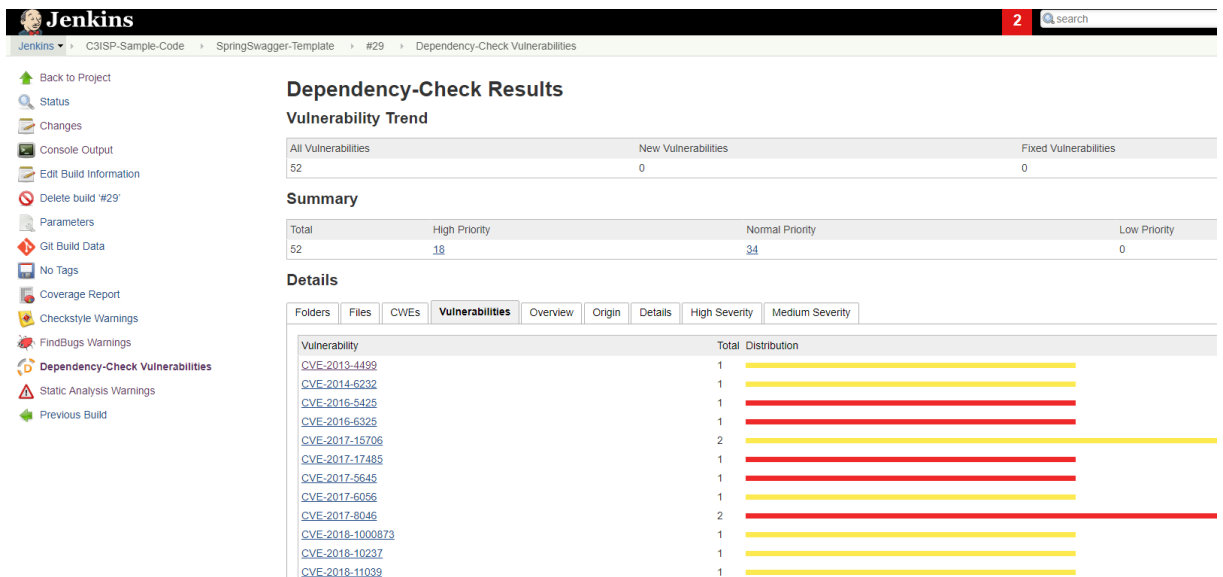 Jenkins
2
search
Jenkins
C3ISP-Sample-Code
SpringSwagger-Template
#29
Dependency-Check Vulnerabilities
Back to Project
Status
Changes
Console Output
Edit Build Information
Delete build '#29'
Parameters
Git Build Data
No Tags
Coverage Report
Checkstyle Warnings
FindBugs Warnings
Dependency-Check Vulnerabilities
Static Analysis Warnings
Previous Build
Dependency-Check Results
Vulnerability Trend
All Vulnerabilities New Vulnerabilities Fixed Vulnerabilities
52 0 0
Summary
Total High Priority Normal Priority Low Priority
52 18 34 0
Details
Folders Files CWEs Vulnerabilities Overview Origin Details High Severity Medium Severity
Vulnerability Total Distribution
CVE-2013-4499 1
CVE-2014-6232 1
CVE-2016-5425 1
CVE-2016-6325 1
CVE-2017-15706 2
CVE-2017-17485 1
CVE-2017-5645 1
CVE-2017-6056 1
CVE-2017-8046 2
CVE-2018-1000873 1
CVE-2018-10237 1
CVE-2018-11039 1